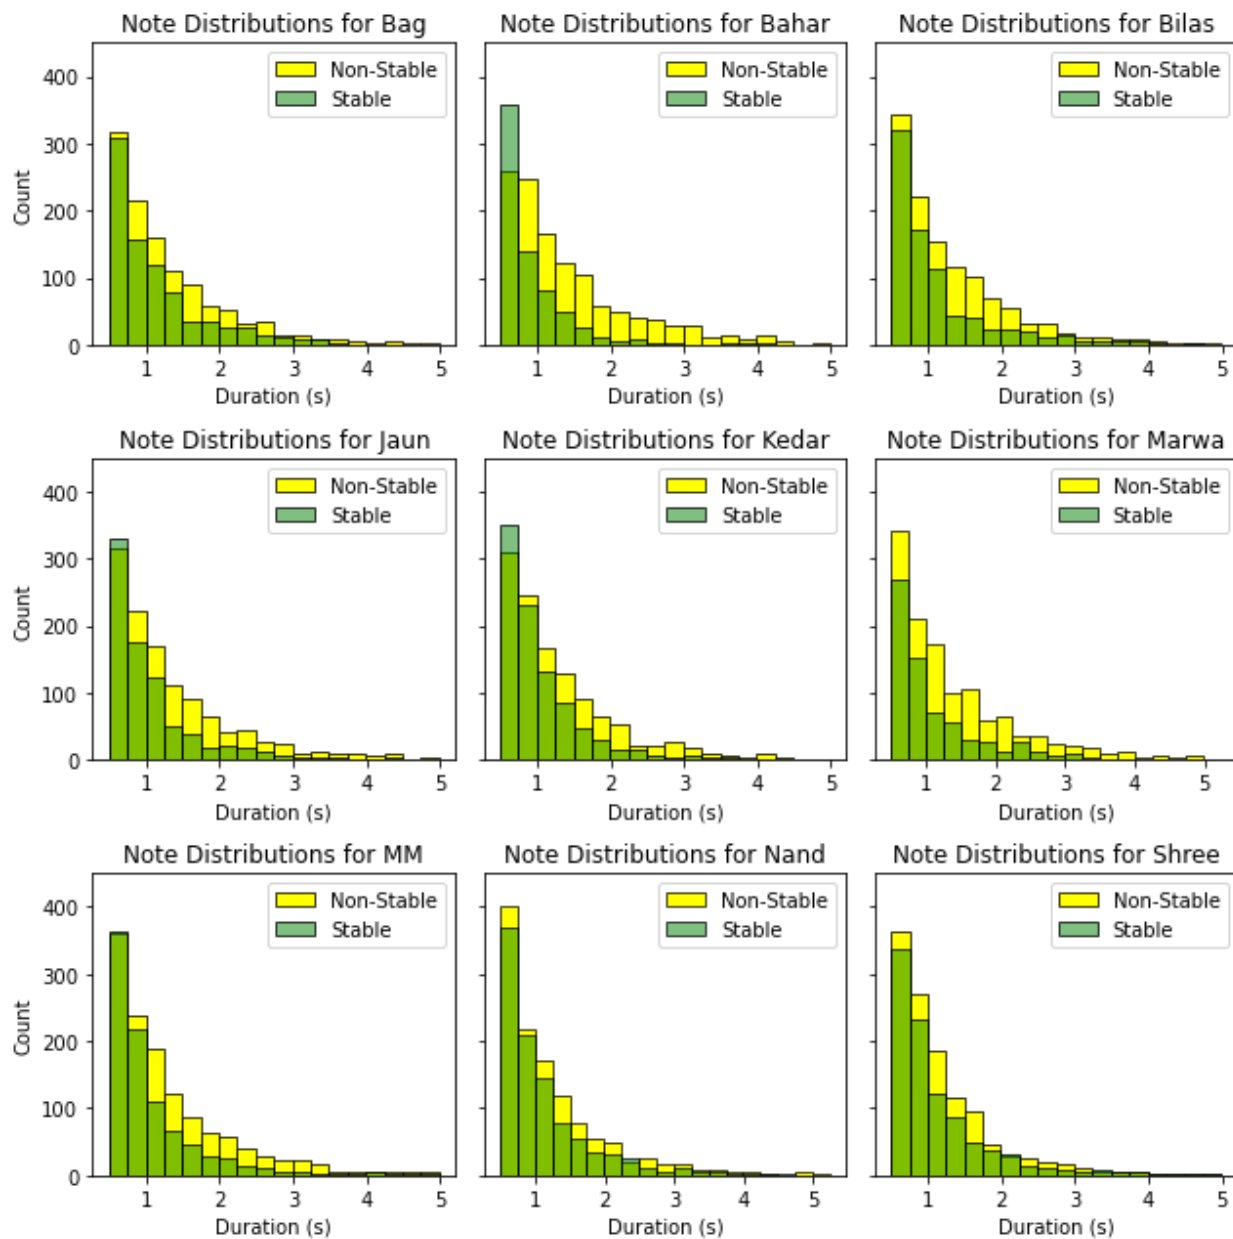 Note Distributions for Bag
400
300
200
100
0
Count
Non-Stable
Stable
1 2 3 4 5
Duration (s)
Note Distributions for Bahar
Non-Stable
Stable
1 2 3 4 5
Duration (s)
Note Distributions for Bilas
Non-Stable
Stable
1 2 3 4 5
Duration (s)
Note Distributions for Jaun
400
300
200
100
0
Count
Non-Stable
Stable
1 2 3 4 5
Duration (s)
Note Distributions for Kedar
Non-Stable
Stable
1 2 3 4 5
Duration (s)
Note Distributions for Marwa
Non-Stable
Stable
1 2 3 4 5
Duration (s)
Note Distributions for MM
400
300
200
100
0
Count
Non-Stable
Stable
1 2 3 4 5
Duration (s)
Note Distributions for Nand
Non-Stable
Stable
1 2 3 4 5
Duration (s)
Note Distributions for Shree
Non-Stable
Stable
1 2 3 4 5
Duration (s)